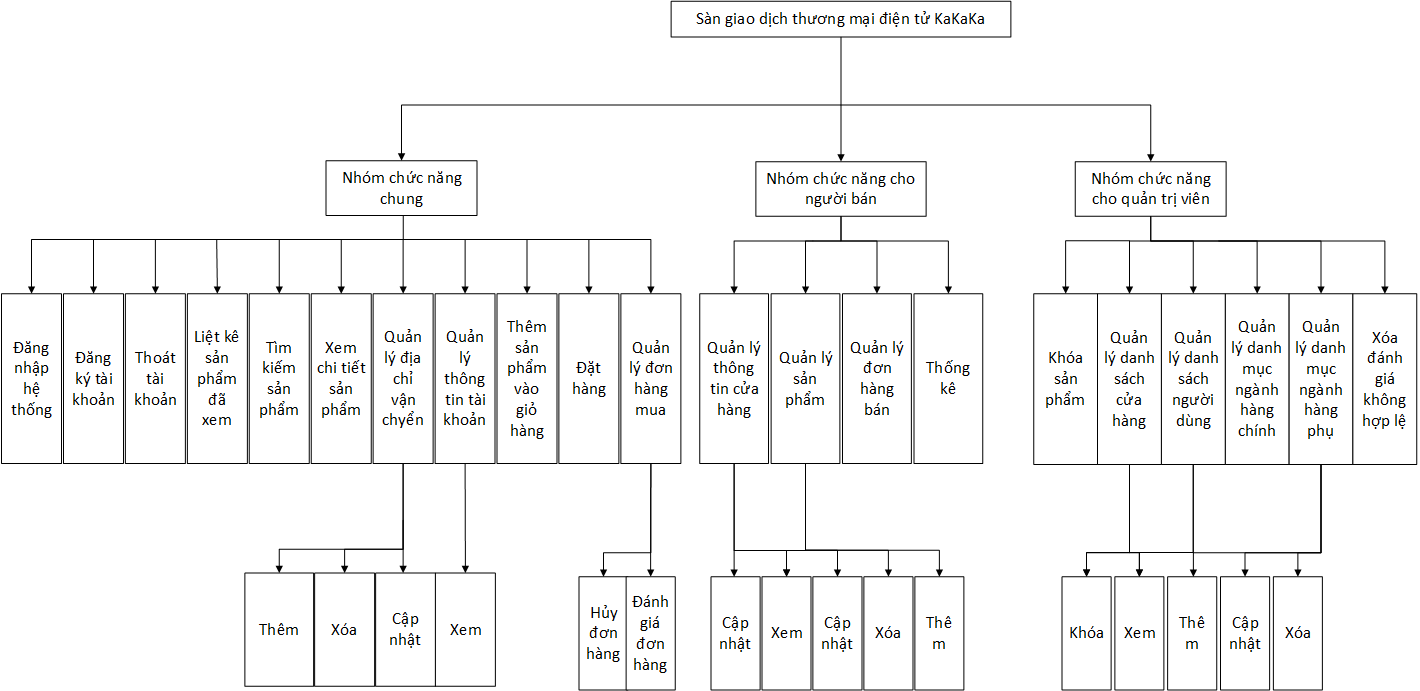 Sàn giao dịch thương mại điện tử KaKaKa
Nhóm chức năng
chung
Nhóm chức năng cho
người bán
Nhóm chức năng
cho quản trị viên
Đăng
nhập
hệ
thống
Đăng
ký tài
khoản
Thoát
tài
khoản
Liệt kê
sản
phẩm
đã
xem
Tìm
kiếm
sản
phẩm
Xem
chi tiết
sản
phẩm
Quản
lý địa
chỉ
vận
chyển
Quản
lý
thông
tin tài
khoản
Thêm
sản
phẩm
vào
giỏ
hàng
Đặt
hàng
Quản
lý đơn
hàng
mua
Quản lý
thông
tin cửa
hàng
Quản lý
sản
phẩm
Quản lý
đơn
hàng
bán
Thống
kê
Khóa
sản
phẩm
Quản
lý danh
sách
cửa
hàng
Quản
lý danh
sách
người
dùng
Quản
lý danh
mục
ngành
hàng
chính
Quản
lý danh
mục
ngành
hàng
phụ
Xóa
đánh
giá
không
hợp lệ
Thêm
Xóa
Cập
nhật
Xem
Hủy
đơn
hàng
Đánh
giá
đơn
hàng
Cập
nhật
Xem
Cập
nhật
Xóa
Thê
m
Khóa
Xem
Thê
m
Cập
nhật
Xóa